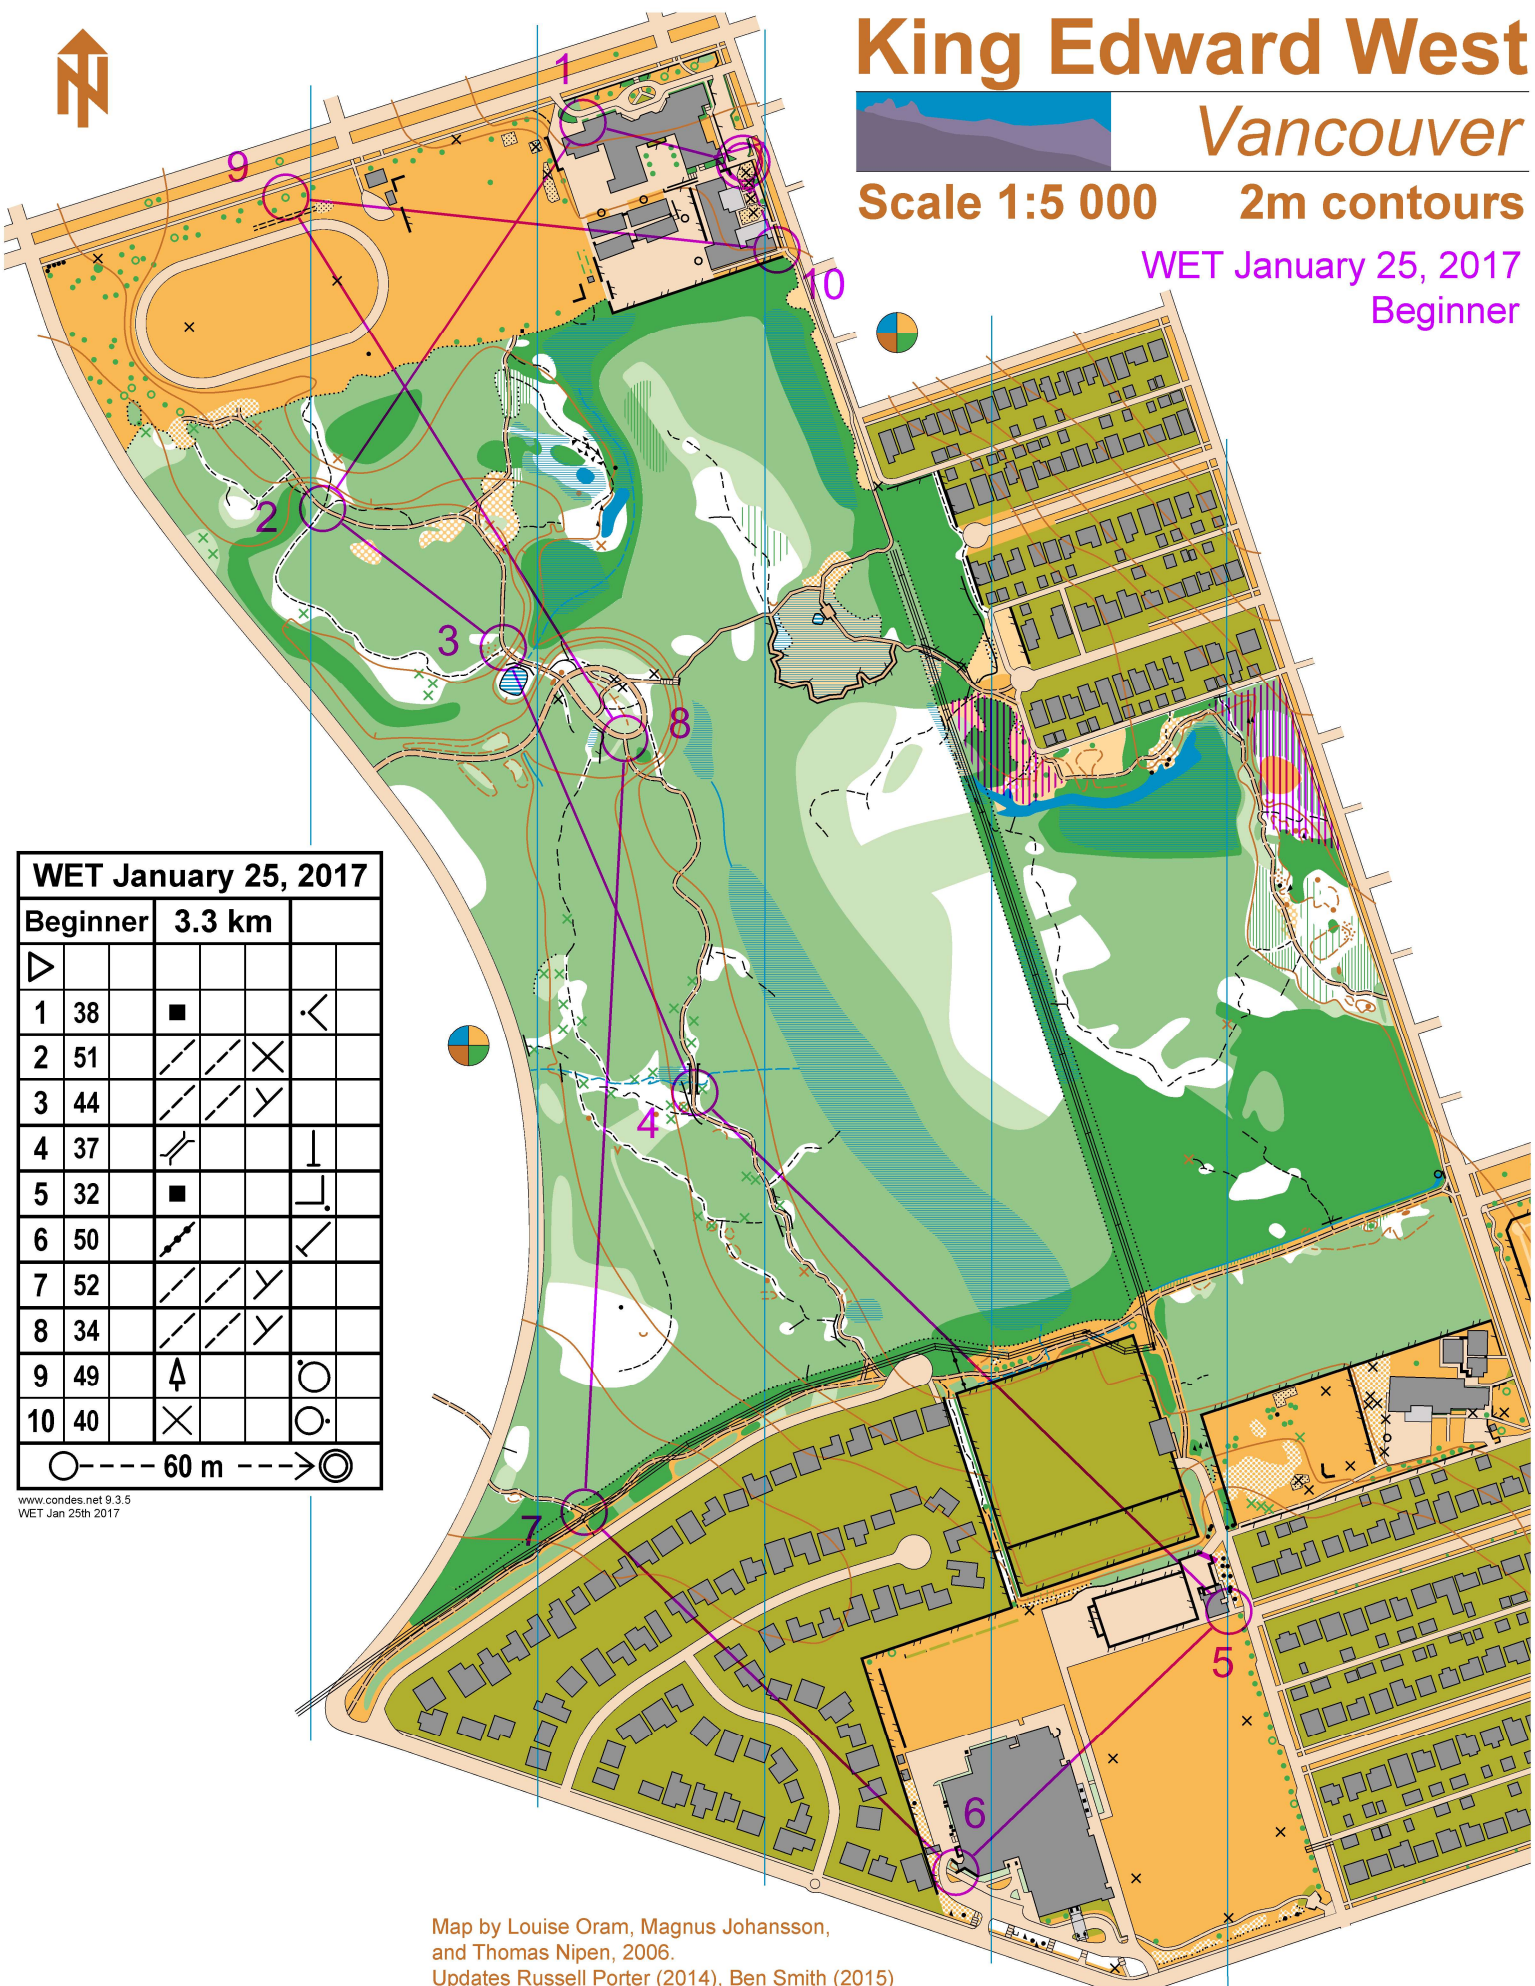 King Edward West
Vancouver
Scale 1:5 000 2m contours
WET January 25, 2017
Beginner
N
1
9
10
2
3
8
4
5
6
7
WET January 25, 2017
Beginner 3.3 km
1 38
2 51
3 44
4 37
5 32
6 50
7 52
8 34
9 49
10 40
60 m
www.condes.net 9.3.5
WET Jan 25th 2017
Map by Louise Oram, Magnus Johansson,
and Thomas Nipen, 2006.
Updates Russell Porter (2014), Ben Smith (2015)